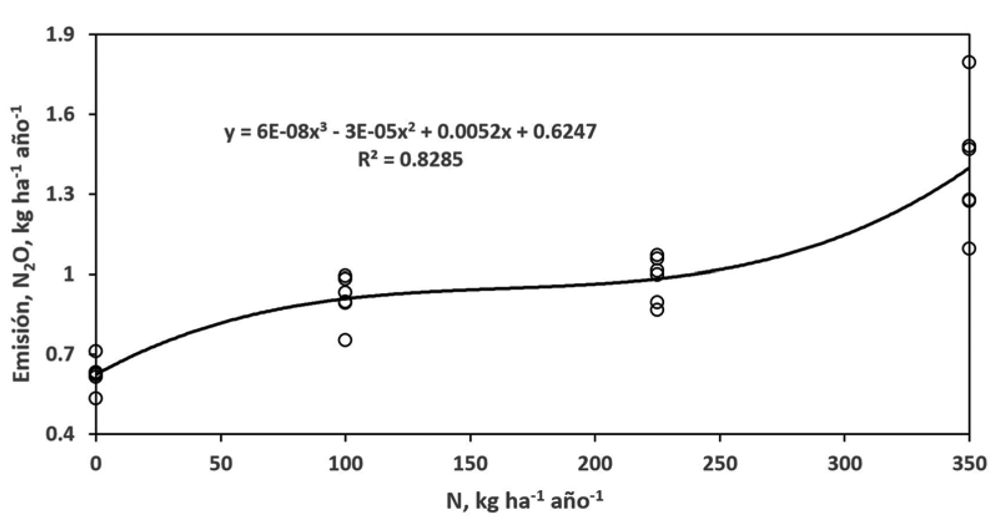 1.9
1.6
1.3
1
0.7
0.4
Emisión, N₂O, kg ha⁻¹ año⁻¹
y = 6E-08x³ - 3E-05x² + 0.0052x + 0.6247
R² = 0.8285
0 50 100 150 200 250 300 350
N, kg ha⁻¹ año⁻¹